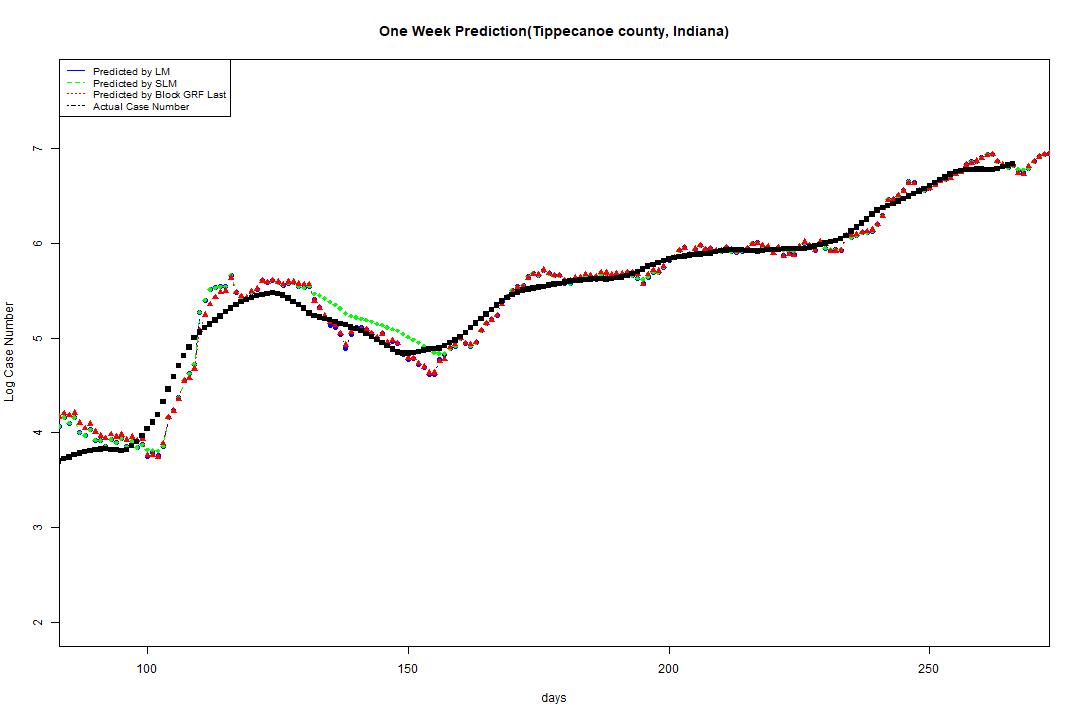 One Week Prediction(Tippecanoe county, Indiana)
Predicted by LM
Predicted by SLM
Predicted by Block GRF Last
Actual Case Number
7
6
5
4
3
2
Log Case Number
100 150 200 250
days